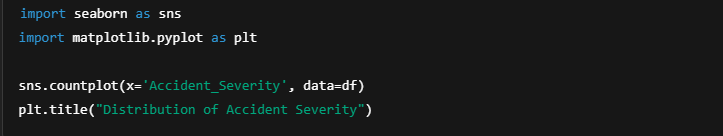 import seaborn as sns
import matplotlib.pyplot as plt
sns.countplot(x='Accident_Severity', data=df)
plt.title("Distribution of Accident Severity")